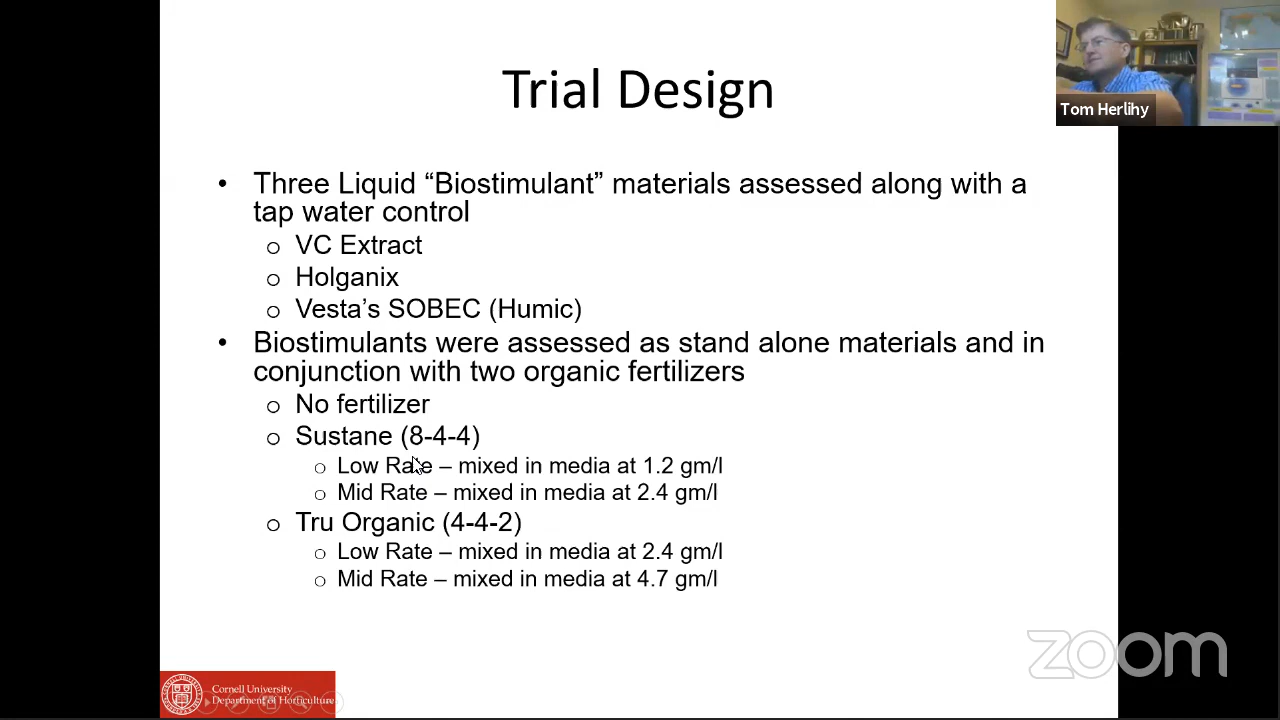 Trial Design
Tom Herlihy
• Three Liquid “Biostimulant” materials assessed along with a
tap water control
o VC Extract
o Holganix
o Vesta’s SOBEC (Humic)
• Biostimulants were assessed as stand alone materials and in
conjunction with two organic fertilizers
o No fertilizer
o Sustane (8-4-4)
o Low Rate – mixed in media at 1.2 gm/l
o Mid Rate – mixed in media at 2.4 gm/l
o Tru Organic (4-4-2)
o Low Rate – mixed in media at 2.4 gm/l
o Mid Rate – mixed in media at 4.7 gm/l
zoom
Cornell University
Department of Horticulture